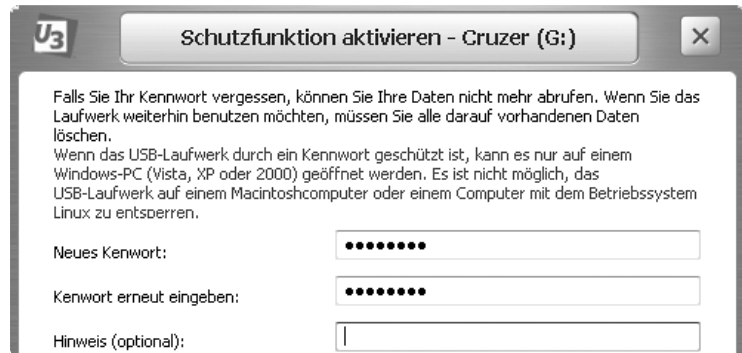 U3
Schutzfunktion aktivieren - Cruzer (G:)
Falls Sie Ihr Kennwort vergessen, können Sie Ihre Daten nicht mehr abrufen. Wenn Sie das
Laufwerk weiterhin benutzen möchten, müssen Sie alle darauf vorhandenen Daten
löschen.
Wenn das USB-Laufwerk durch ein Kennwort geschützt ist, kann es nur auf einem
Windows-PC (Vista, XP oder 2000) geöffnet werden. Es ist nicht möglich, das
USB-Laufwerk auf einem Macintoshcomputer oder einem Computer mit dem Betriebssystem
Linux zu entsperren.
Neues Kenwort: ●●●●●●●●
Kenwort erneut eingeben: ●●●●●●●●
Hinweis (optional):